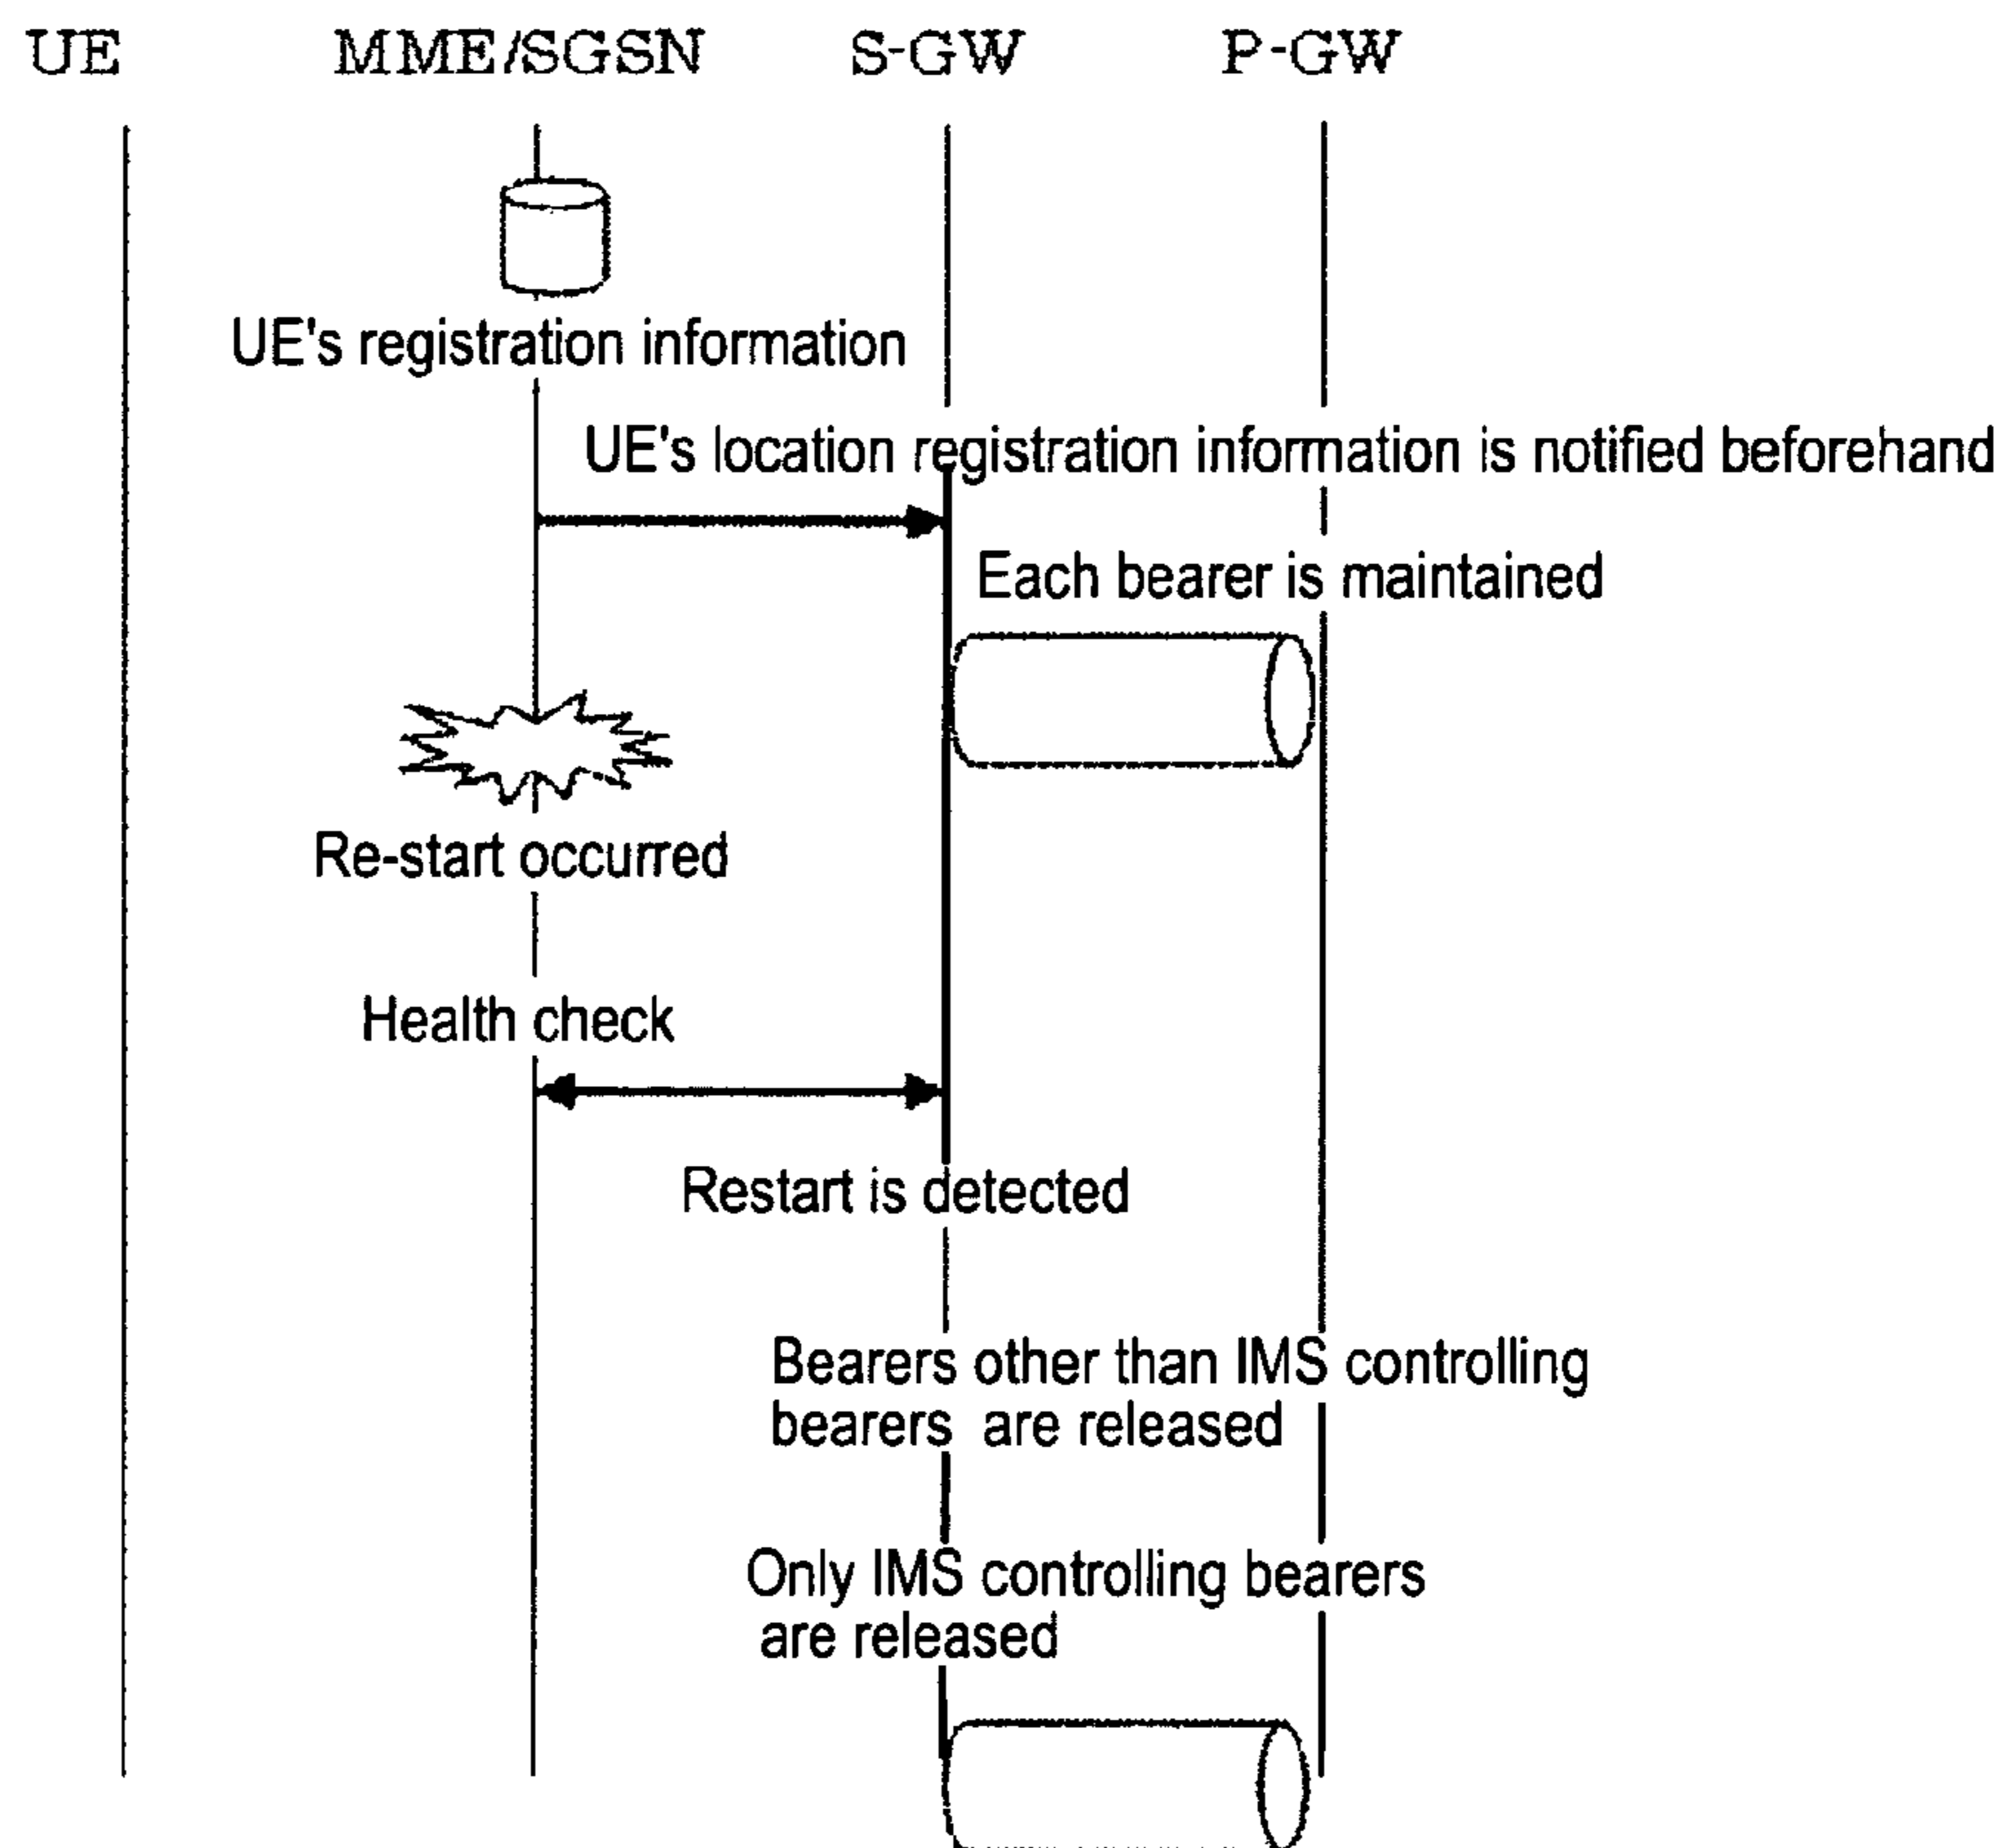 UE MME/SGSN S-GW P-GW
UE's registration information
UE's location registration information is notified beforehand
Each bearer is maintained
Re-start occurred
Health check
Restart is detected
Bearers other than IMS controlling
bearers are released
Only IMS controlling bearers
are released